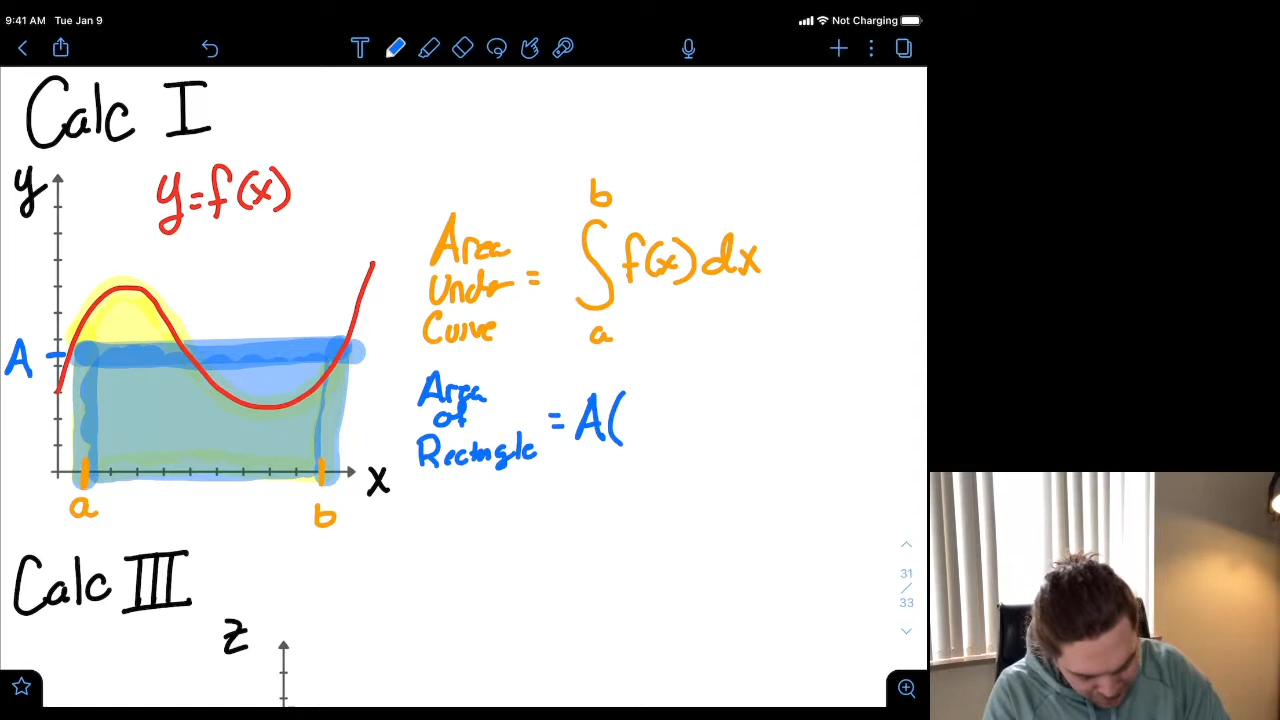 9:41 AM Tue Jan 9
Not Charging
Calc I
y
y=f(x)
b
Area
Under = ∫ f(x) dx
Curve
a
A
Area
of
Rectangle = A(
x
a
b
Calc III
z
31
/
33